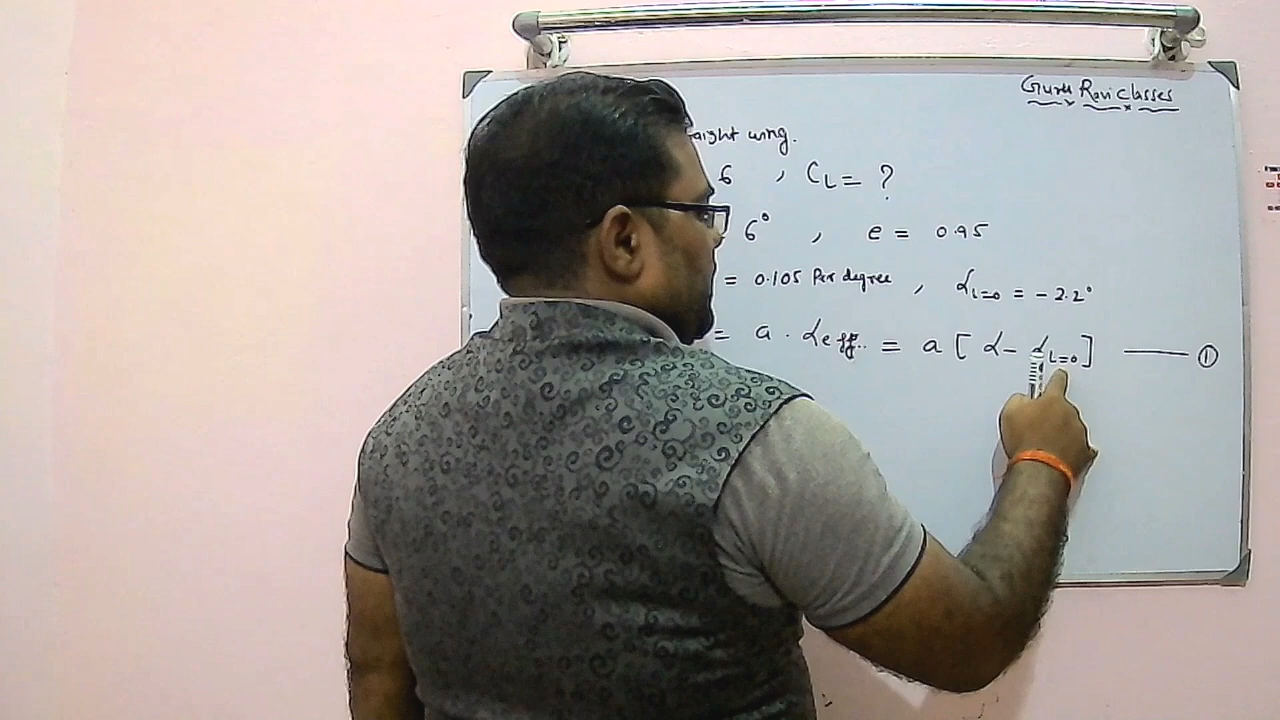 Guru Ravi classes
wing.
6 , CL = ?
6° , e = 0.95
= 0.105 Per degree , αL=0 = -2.2°
= a · αeff. = a [ α - αL=0 ] —— ①